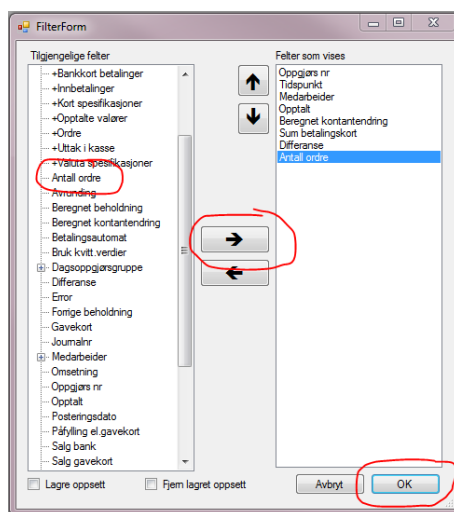 FilterForm
Tilgjengelige felter
+Bankkort betalinger
+Innbetalinger
+Kort spesifikasjoner
+Opptalte valører
+Ordre
+Uttak i kasse
+Valuta spesifikasjoner
Antall ordre
Avrunding
Beregnet beholdning
Beregnet kontantendring
Betalingsautomat
Bruk kvitt.verdier
Dagsoppgjørsgruppe
Differanse
Error
Forrige beholdning
Gavekort
Journalnr
Medarbeider
Omsetning
Oppgjørs nr
Opptalt
Posteringsdato
Påfylling el.gavekort
Salg bank
Salg gavekort
Felter som vises
Oppgjørs nr
Tidspunkt
Medarbeider
Opptalt
Beregnet kontantendring
Sum betalingskort
Differanse
Antall ordre
Lagre oppsett
Fjern lagret oppsett
Avbryt
OK